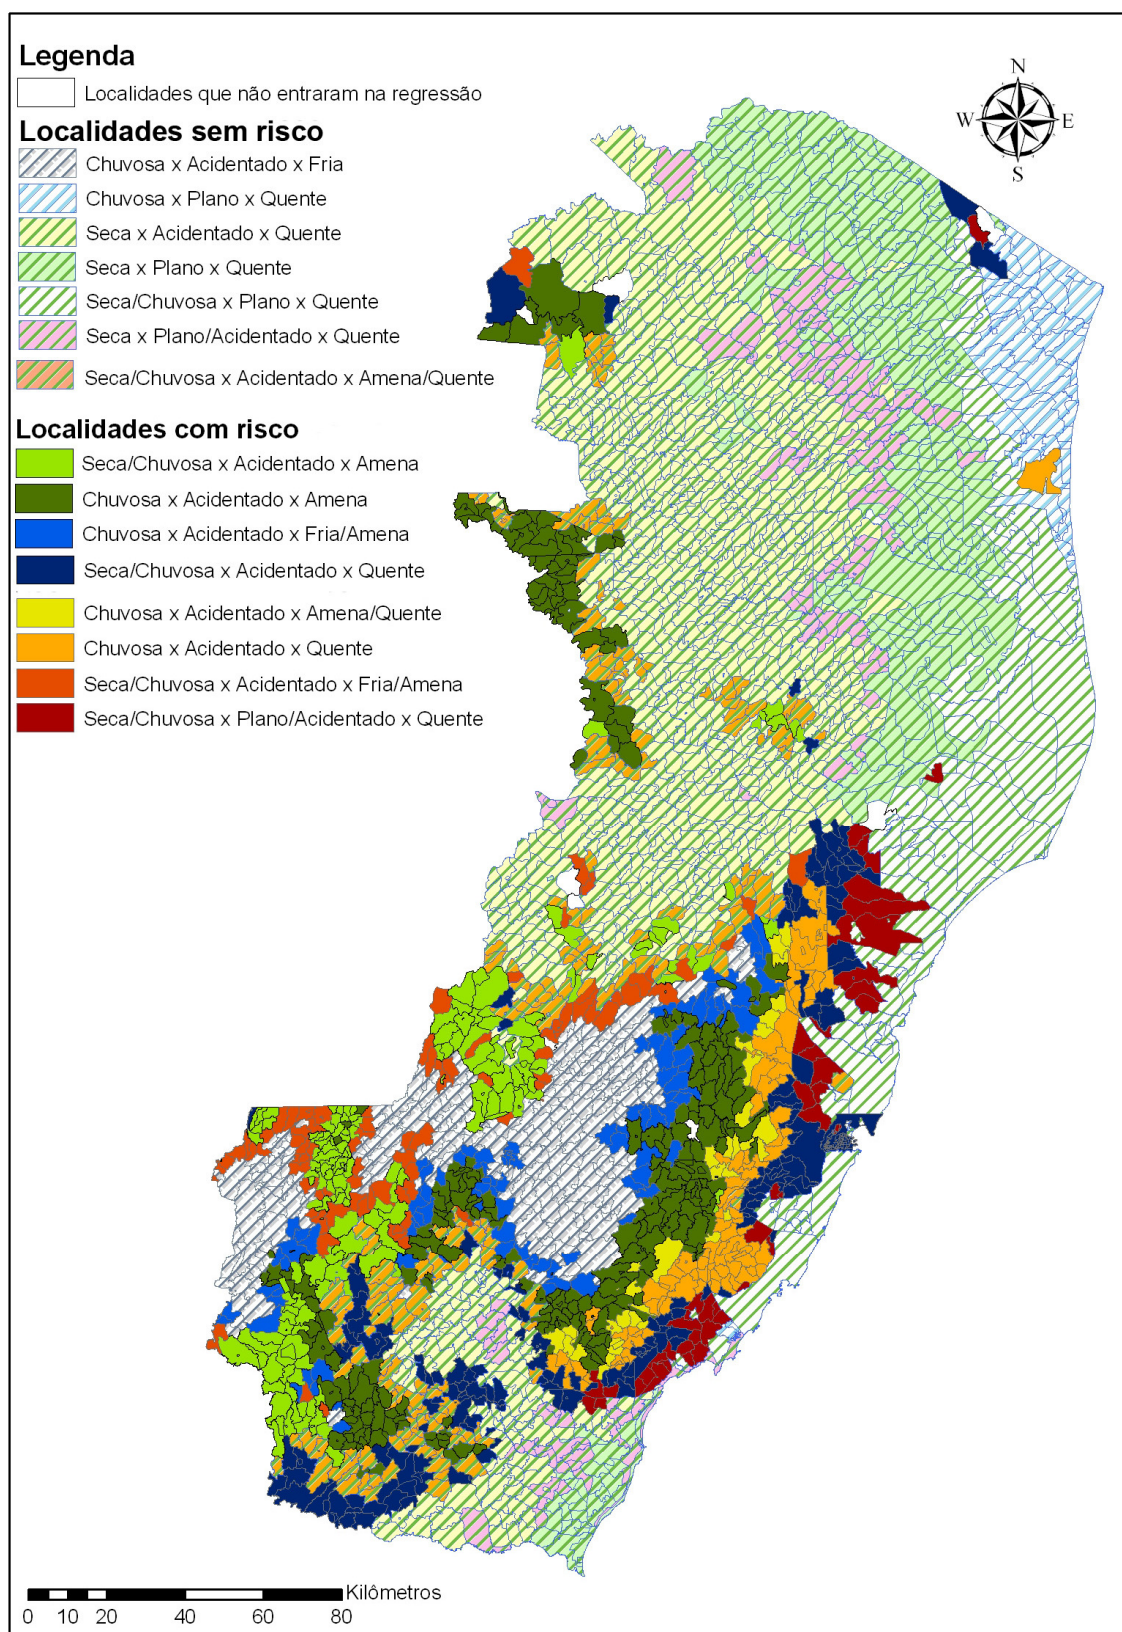 Legenda
Localidades que não entraram na regressão
Localidades sem risco
Chuvosa x Acidentado x Fria
Chuvosa x Plano x Quente
Seca x Acidentado x Quente
Seca x Plano x Quente
Seca/Chuvosa x Plano x Quente
Seca x Plano/Acidentado x Quente
Seca/Chuvosa x Acidentado x Amena/Quente
Localidades com risco
Seca/Chuvosa x Acidentado x Amena
Chuvosa x Acidentado x Amena
Chuvosa x Acidentado x Fria/Amena
Seca/Chuvosa x Acidentado x Quente
Chuvosa x Acidentado x Amena/Quente
Chuvosa x Acidentado x Quente
Seca/Chuvosa x Acidentado x Fria/Amena
Seca/Chuvosa x Plano/Acidentado x Quente
N
W E
S
Kilômetros
0 10 20 40 60 80